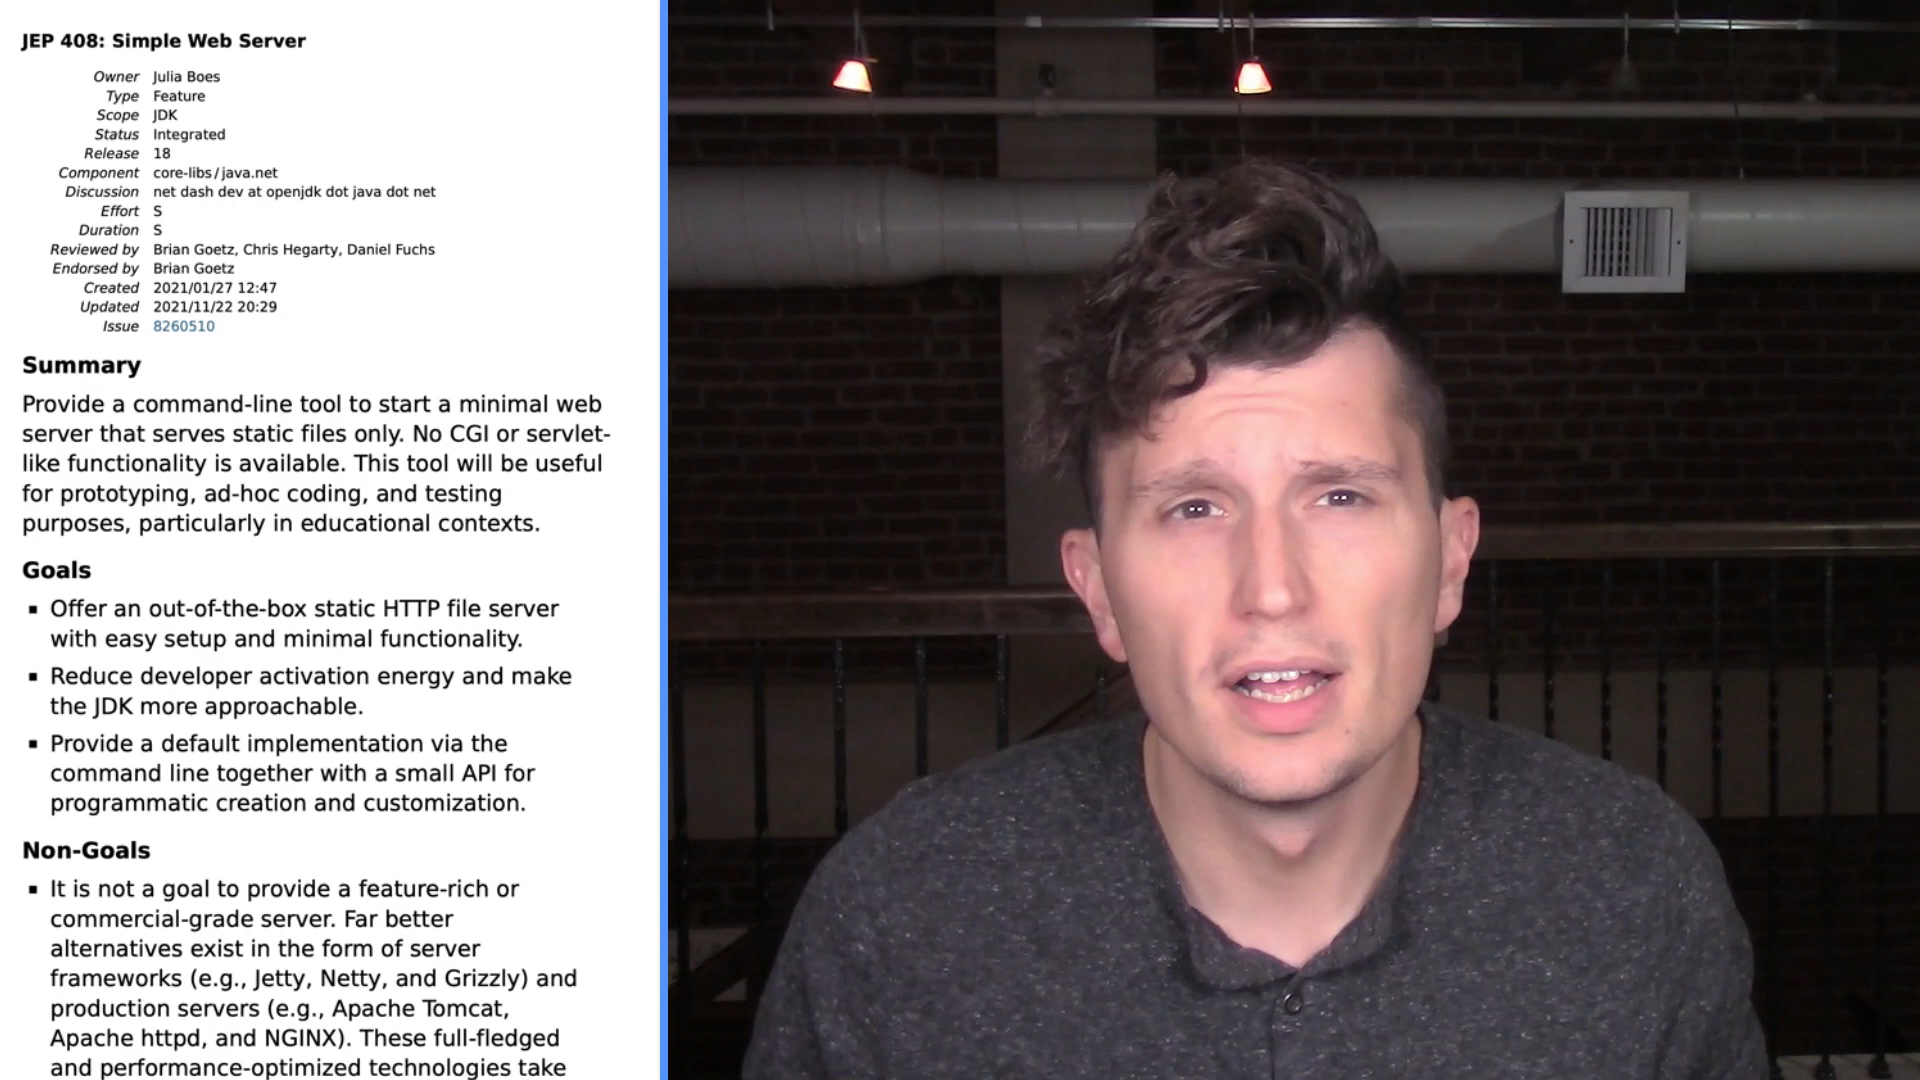 JEP 408: Simple Web Server
Owner Julia Boes
Type Feature
Scope JDK
Status Integrated
Release 18
Component core-libs / java.net
Discussion net dash dev at openjdk dot java dot net
Effort S
Duration S
Reviewed by Brian Goetz, Chris Hegarty, Daniel Fuchs
Endorsed by Brian Goetz
Created 2021/01/27 12:47
Updated 2021/11/22 20:29
Issue 8260510
Summary
Provide a command-line tool to start a minimal web
server that serves static files only. No CGI or servlet-
like functionality is available. This tool will be useful
for prototyping, ad-hoc coding, and testing
purposes, particularly in educational contexts.
Goals
▪ Offer an out-of-the-box static HTTP file server
with easy setup and minimal functionality.
▪ Reduce developer activation energy and make
the JDK more approachable.
▪ Provide a default implementation via the
command line together with a small API for
programmatic creation and customization.
Non-Goals
▪ It is not a goal to provide a feature-rich or
commercial-grade server. Far better
alternatives exist in the form of server
frameworks (e.g., Jetty, Netty, and Grizzly) and
production servers (e.g., Apache Tomcat,
Apache httpd, and NGINX). These full-fledged
and performance-optimized technologies take